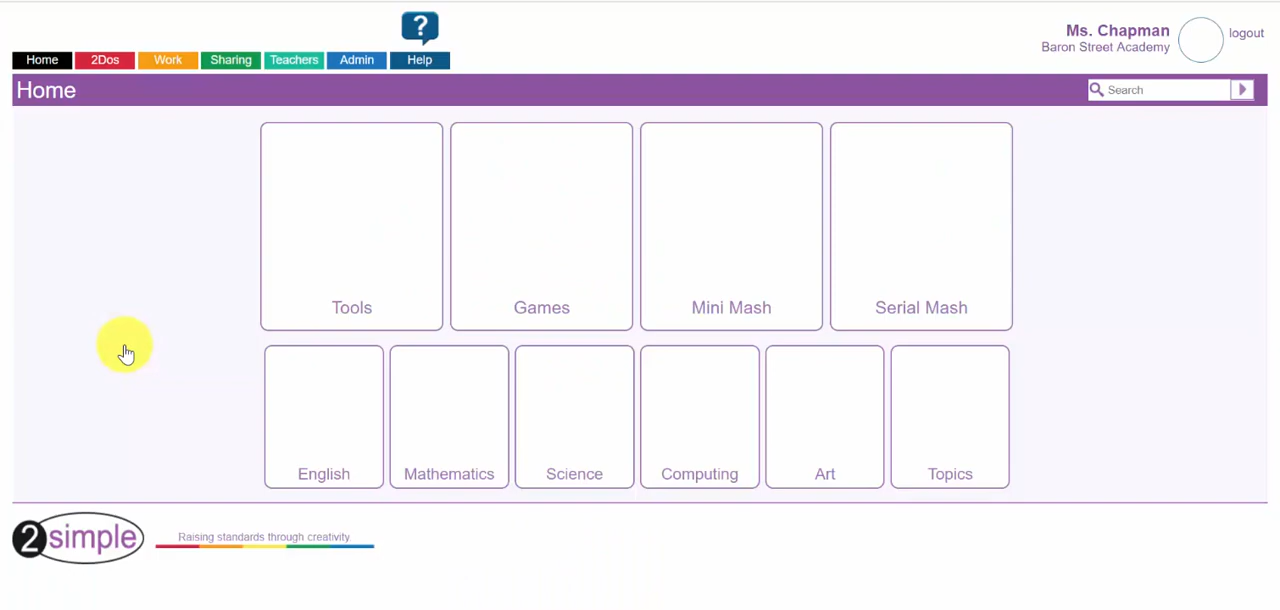 ?
Ms. Chapman
logout
Baron Street Academy
Home 2Dos Work Sharing Teachers Admin Help
Home
Search
Tools Games Mini Mash Serial Mash
English Mathematics Science Computing Art Topics
2simple
Raising standards through creativity.